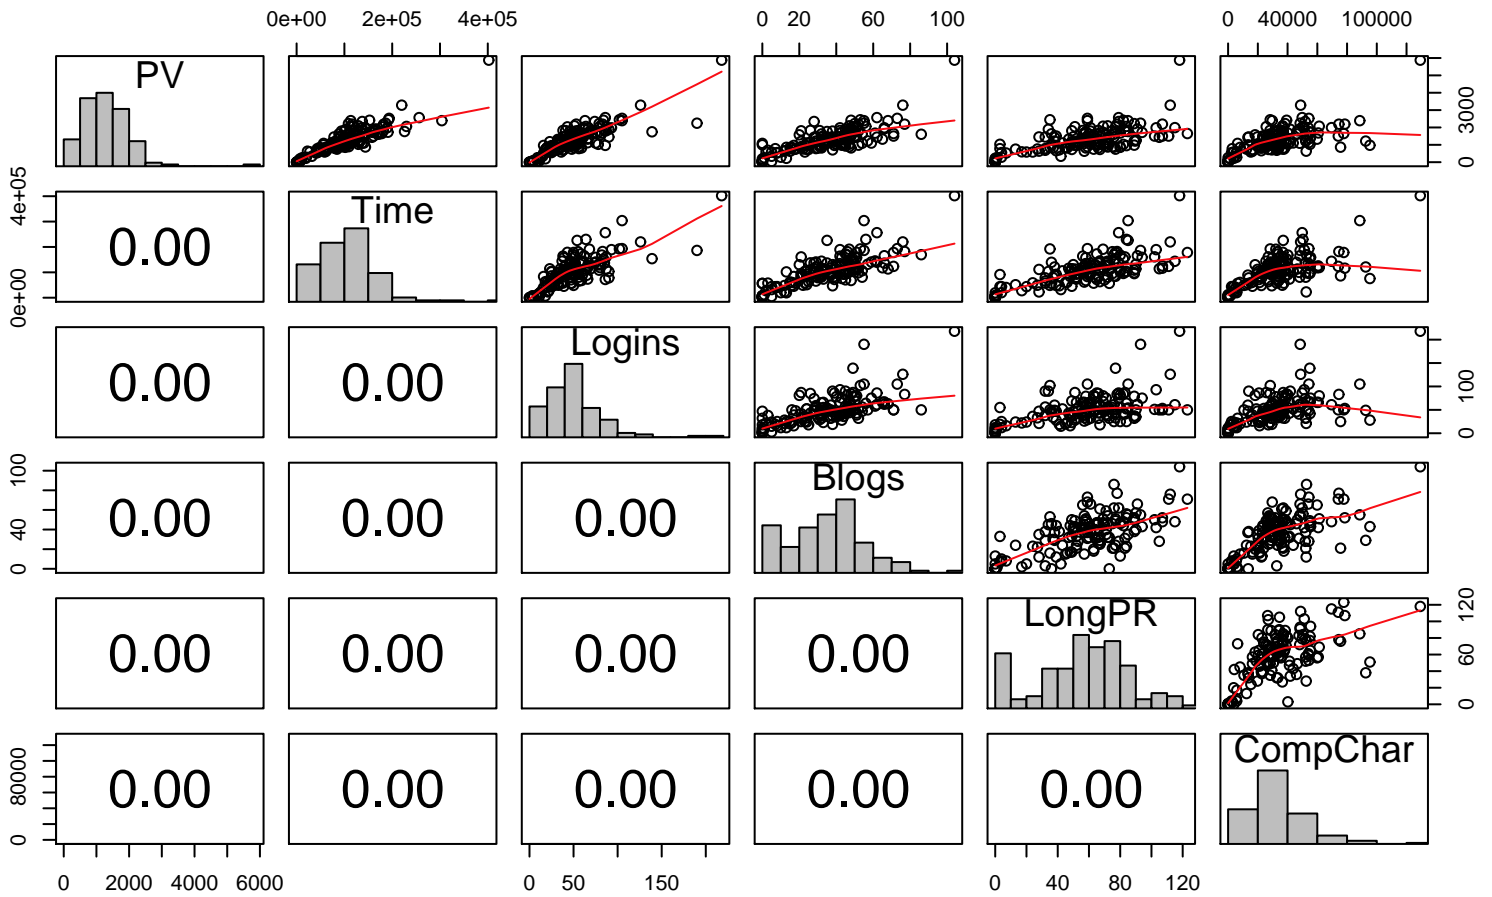 0e+00 2e+05 4e+05 0 20 60 100 0 40000 100000
PV
0 3000
0e+00 4e+05
0.00 Time
0.00 0.00 Logins
0 100
0 40 100
0.00 0.00 0.00 Blogs
0.00 0.00 0.00 0.00 LongPR
0 60 120
0 80000
0.00 0.00 0.00 0.00 0.00 CompChar
0 2000 4000 6000 0 50 150 0 40 80 120